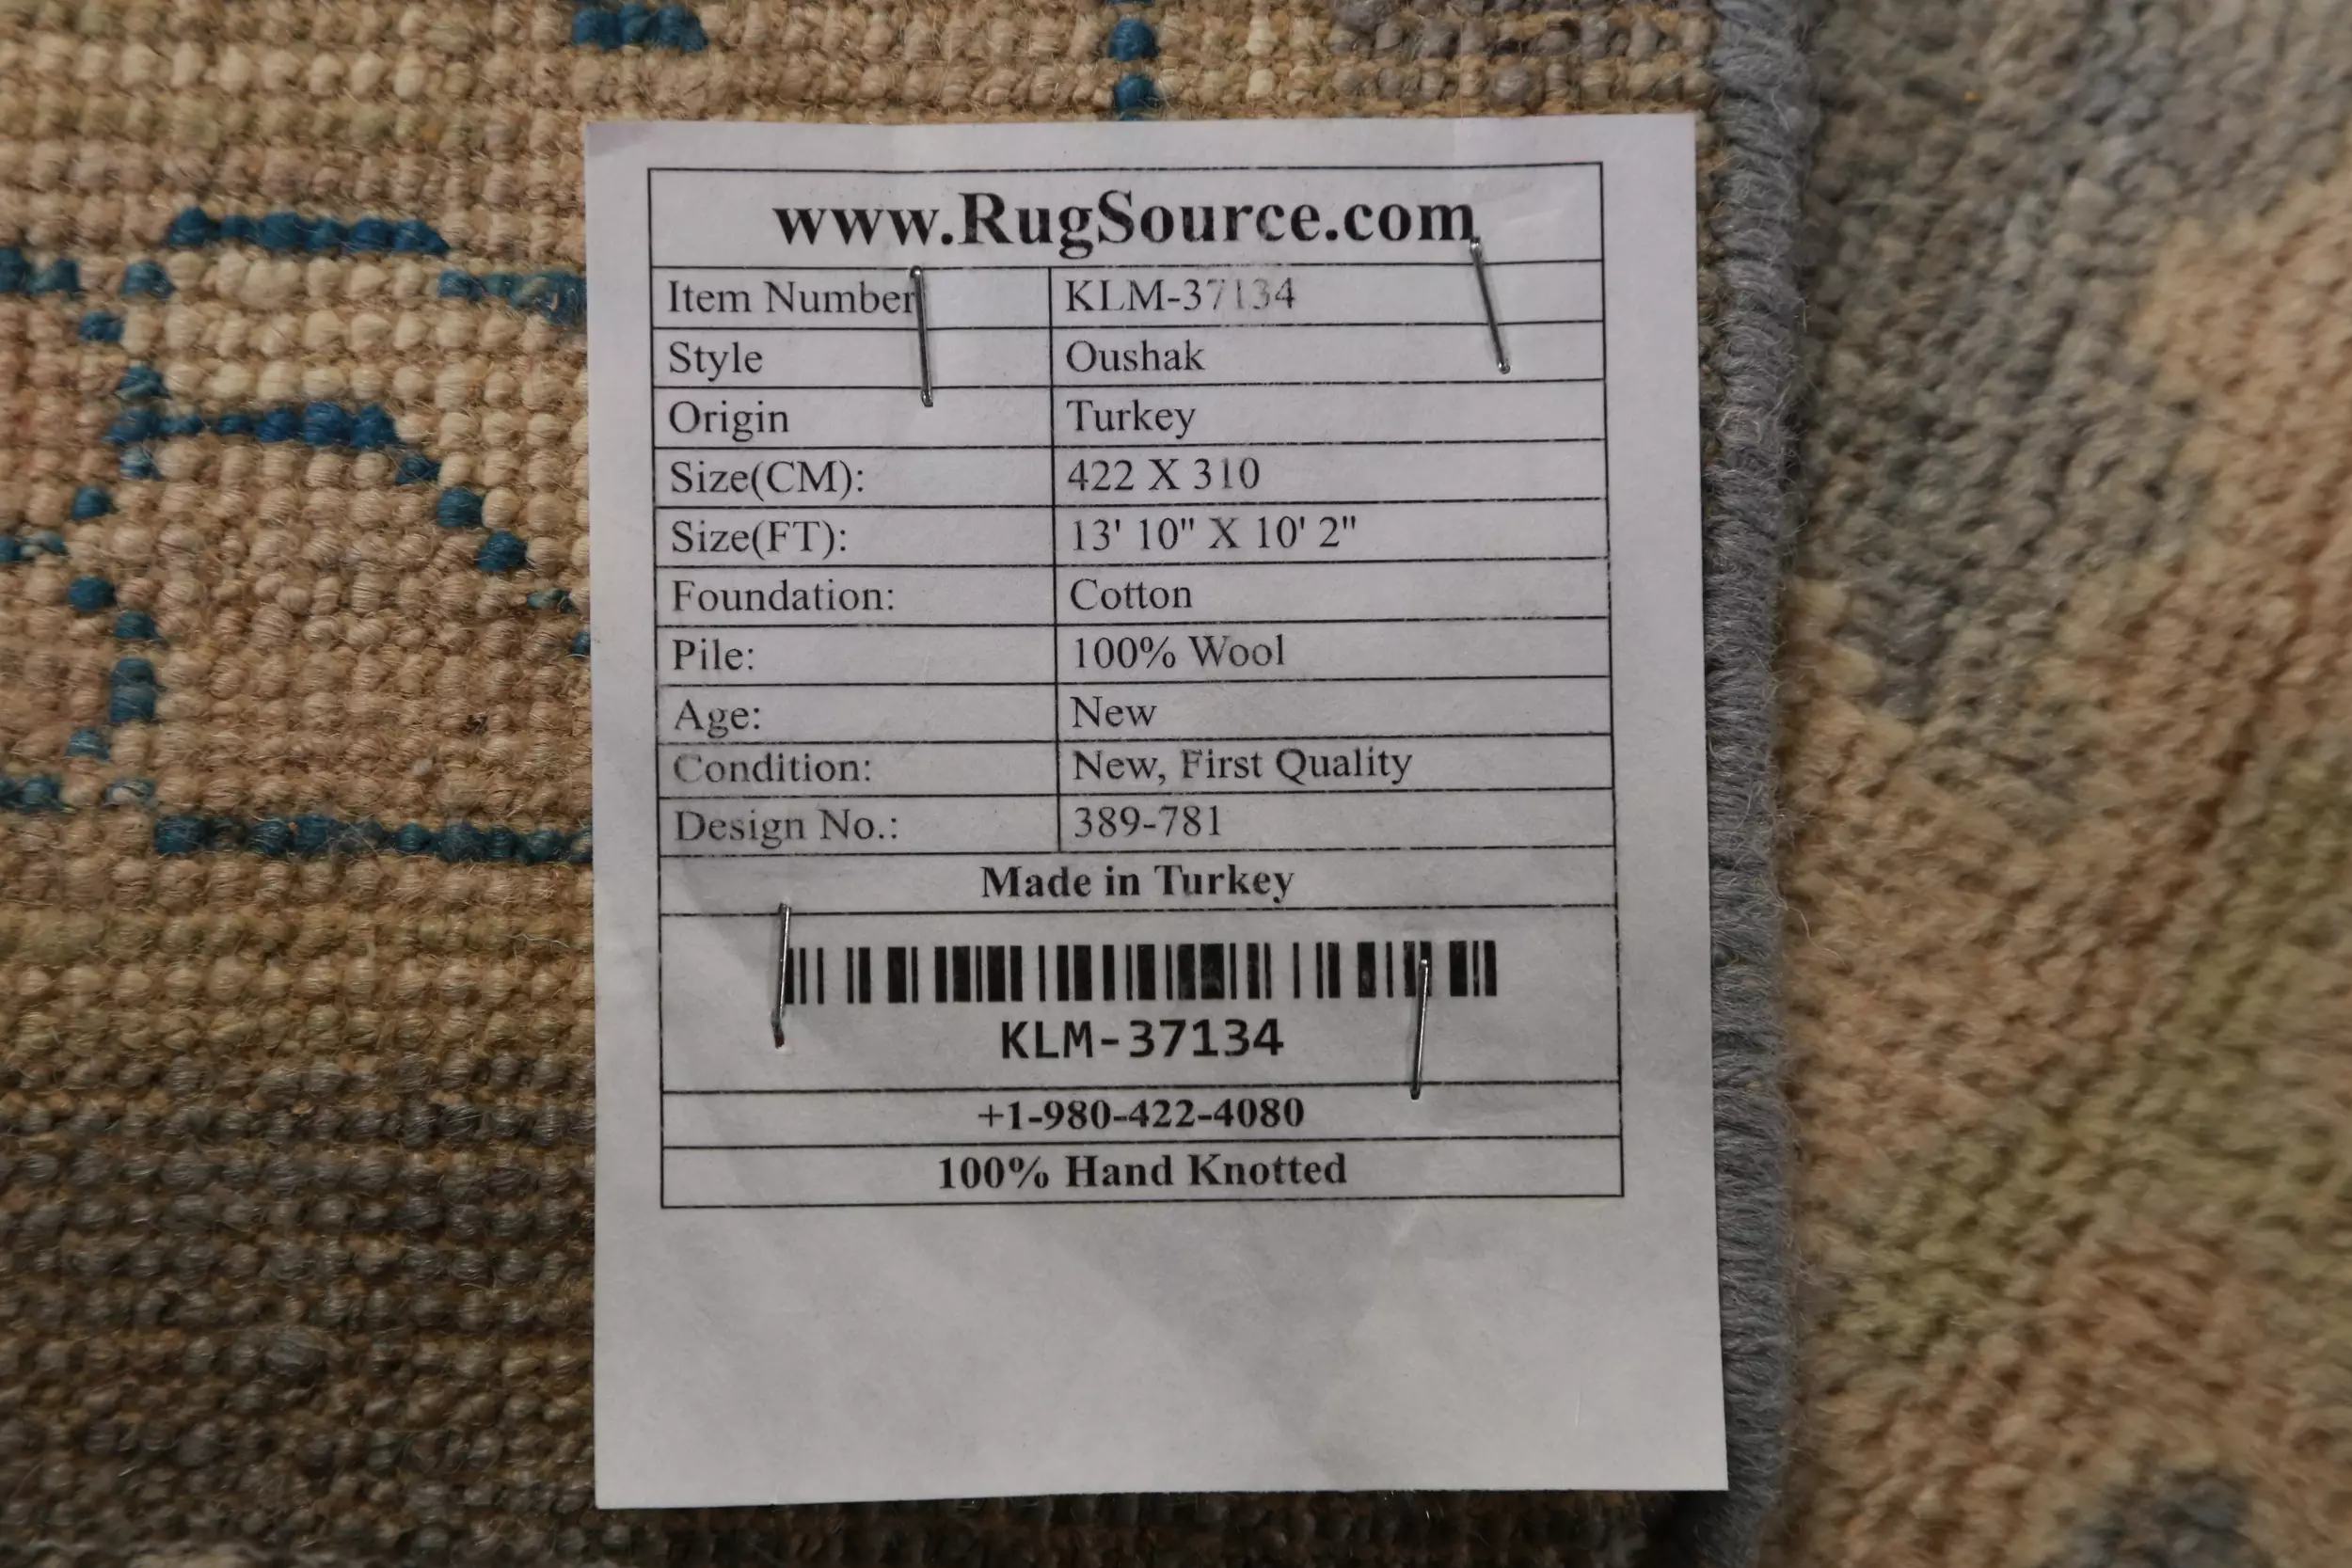 www.RugSource.com
Item Number KLM-37134
Style Oushak
Origin Turkey
Size(CM): 422 X 310
Size(FT): 13' 10" X 10' 2"
Foundation: Cotton
Pile: 100% Wool
Age: New
Condition: New, First Quality
Design No.: 389-781
Made in Turkey
KLM-37134
+1-980-422-4080
100% Hand Knotted